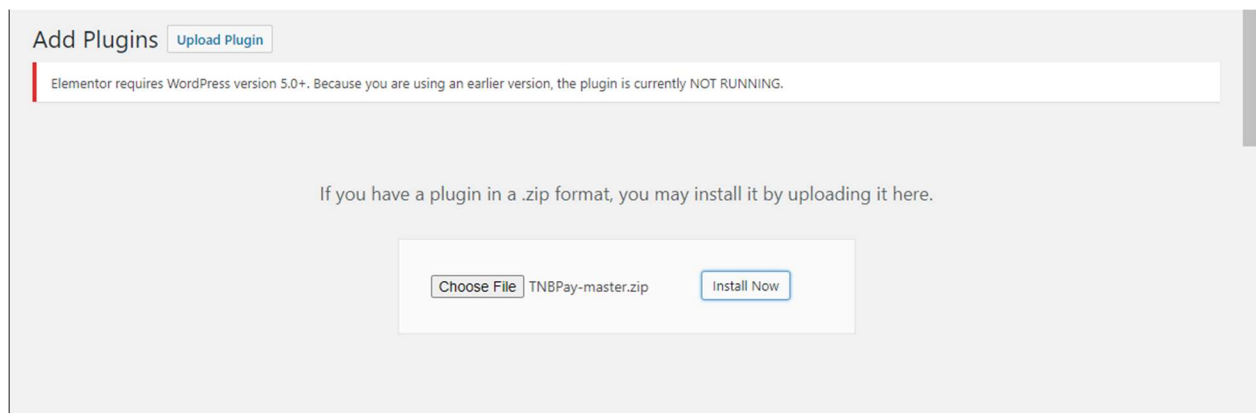 Add Plugins Upload Plugin
Elementor requires WordPress version 5.0+. Because you are using an earlier version, the plugin is currently NOT RUNNING.
If you have a plugin in a .zip format, you may install it by uploading it here.
Choose File TNBPay-master.zip Install Now